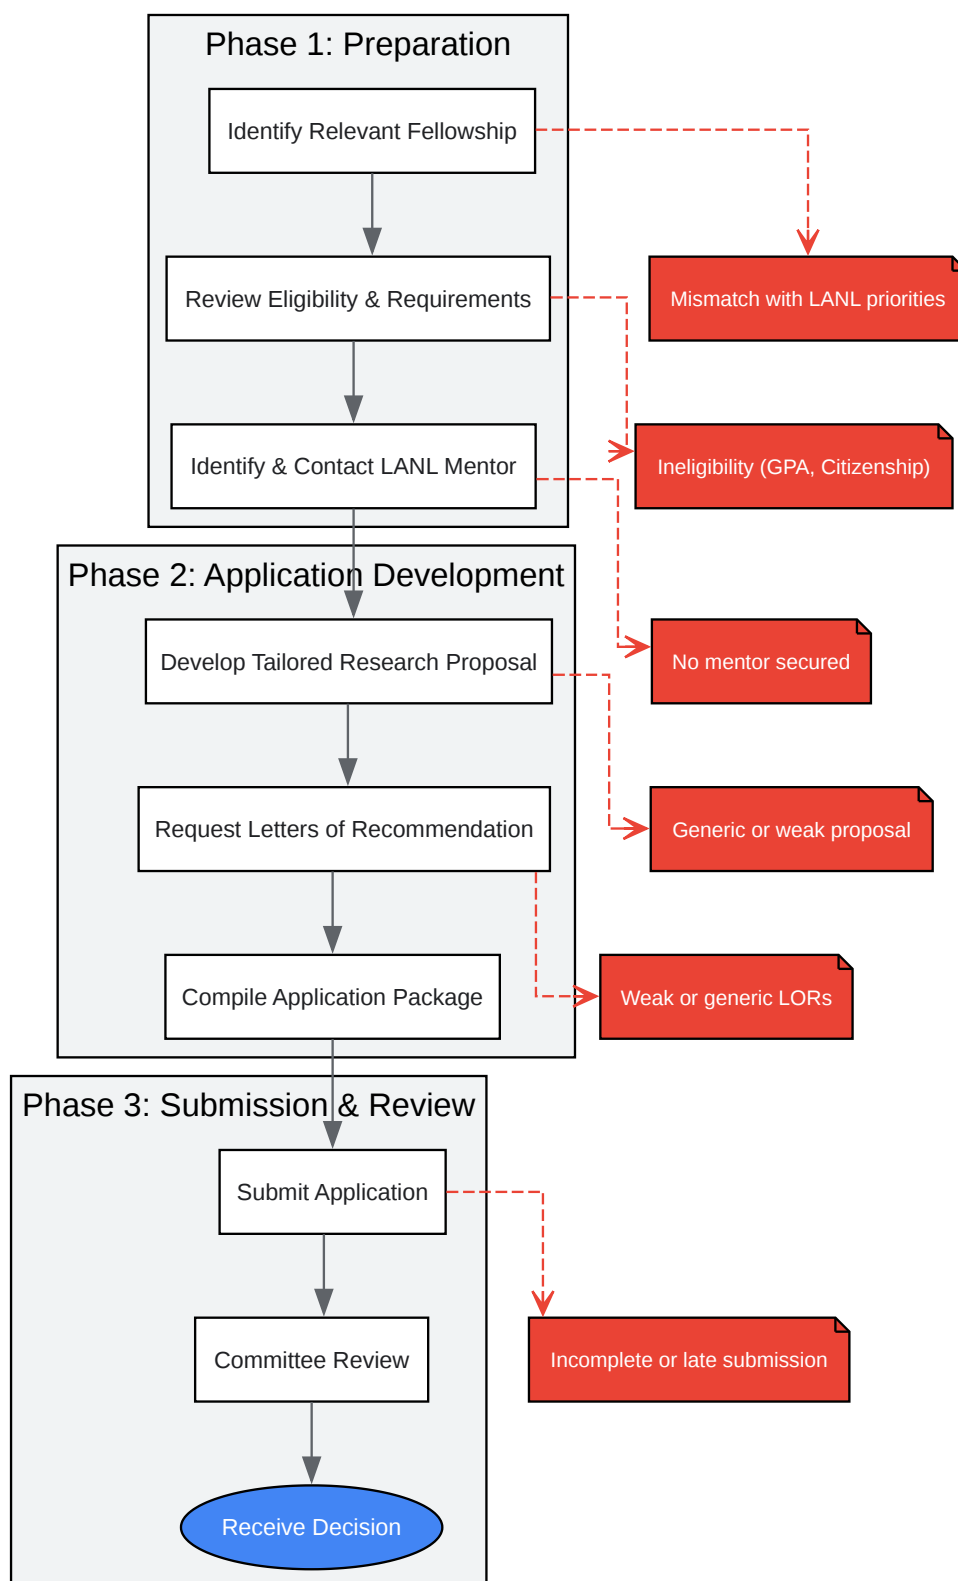 Phase 1: Preparation
Identify Relevant Fellowship
Review Eligibility & Requirements
Mismatch with LANL priorities
Identify & Contact LANL Mentor
Ineligibility (GPA, Citizenship)
Phase 2: Application Development
Develop Tailored Research Proposal
No mentor secured
Request Letters of Recommendation
Generic or weak proposal
Compile Application Package
Weak or generic LORs
Phase 3: Submission & Review
Submit Application
Committee Review
Incomplete or late submission
Receive Decision